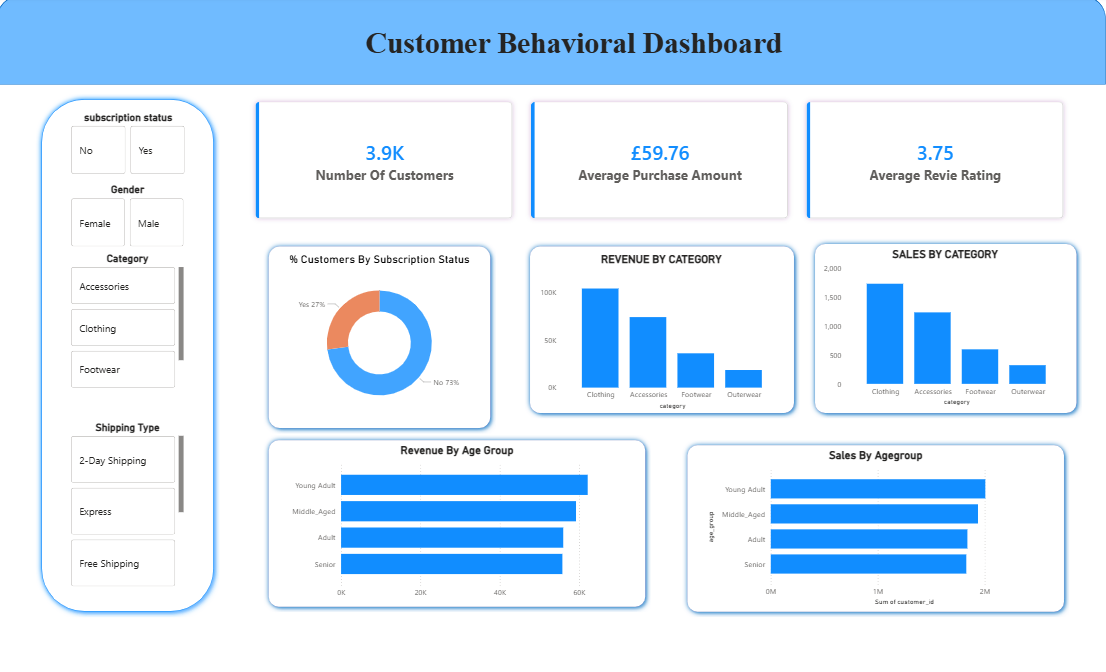 Customer Behavioral Dashboard
subscription status
No
Yes
Gender
Female
Male
Category
Accessories
Clothing
Footwear
Shipping Type
2-Day Shipping
Express
Free Shipping
3.9K
Number Of Customers
£59.76
Average Purchase Amount
3.75
Average Revie Rating
% Customers By Subscription Status
Yes 27%
No 73%
REVENUE BY CATEGORY
100K
50K
0K
Clothing Accessories Footwear Outerwear
category
SALES BY CATEGORY
2,000
1,500
1,000
500
0
Clothing Accessories Footwear Outerwear
category
Revenue By Age Group
Young Adult
Middle_Aged
Adult
Senior
0K 20K 40K 60K
Sales By Agegroup
age_group
Young Adult
Middle_Aged
Adult
Senior
0M 1M 2M
Sum of customer_id